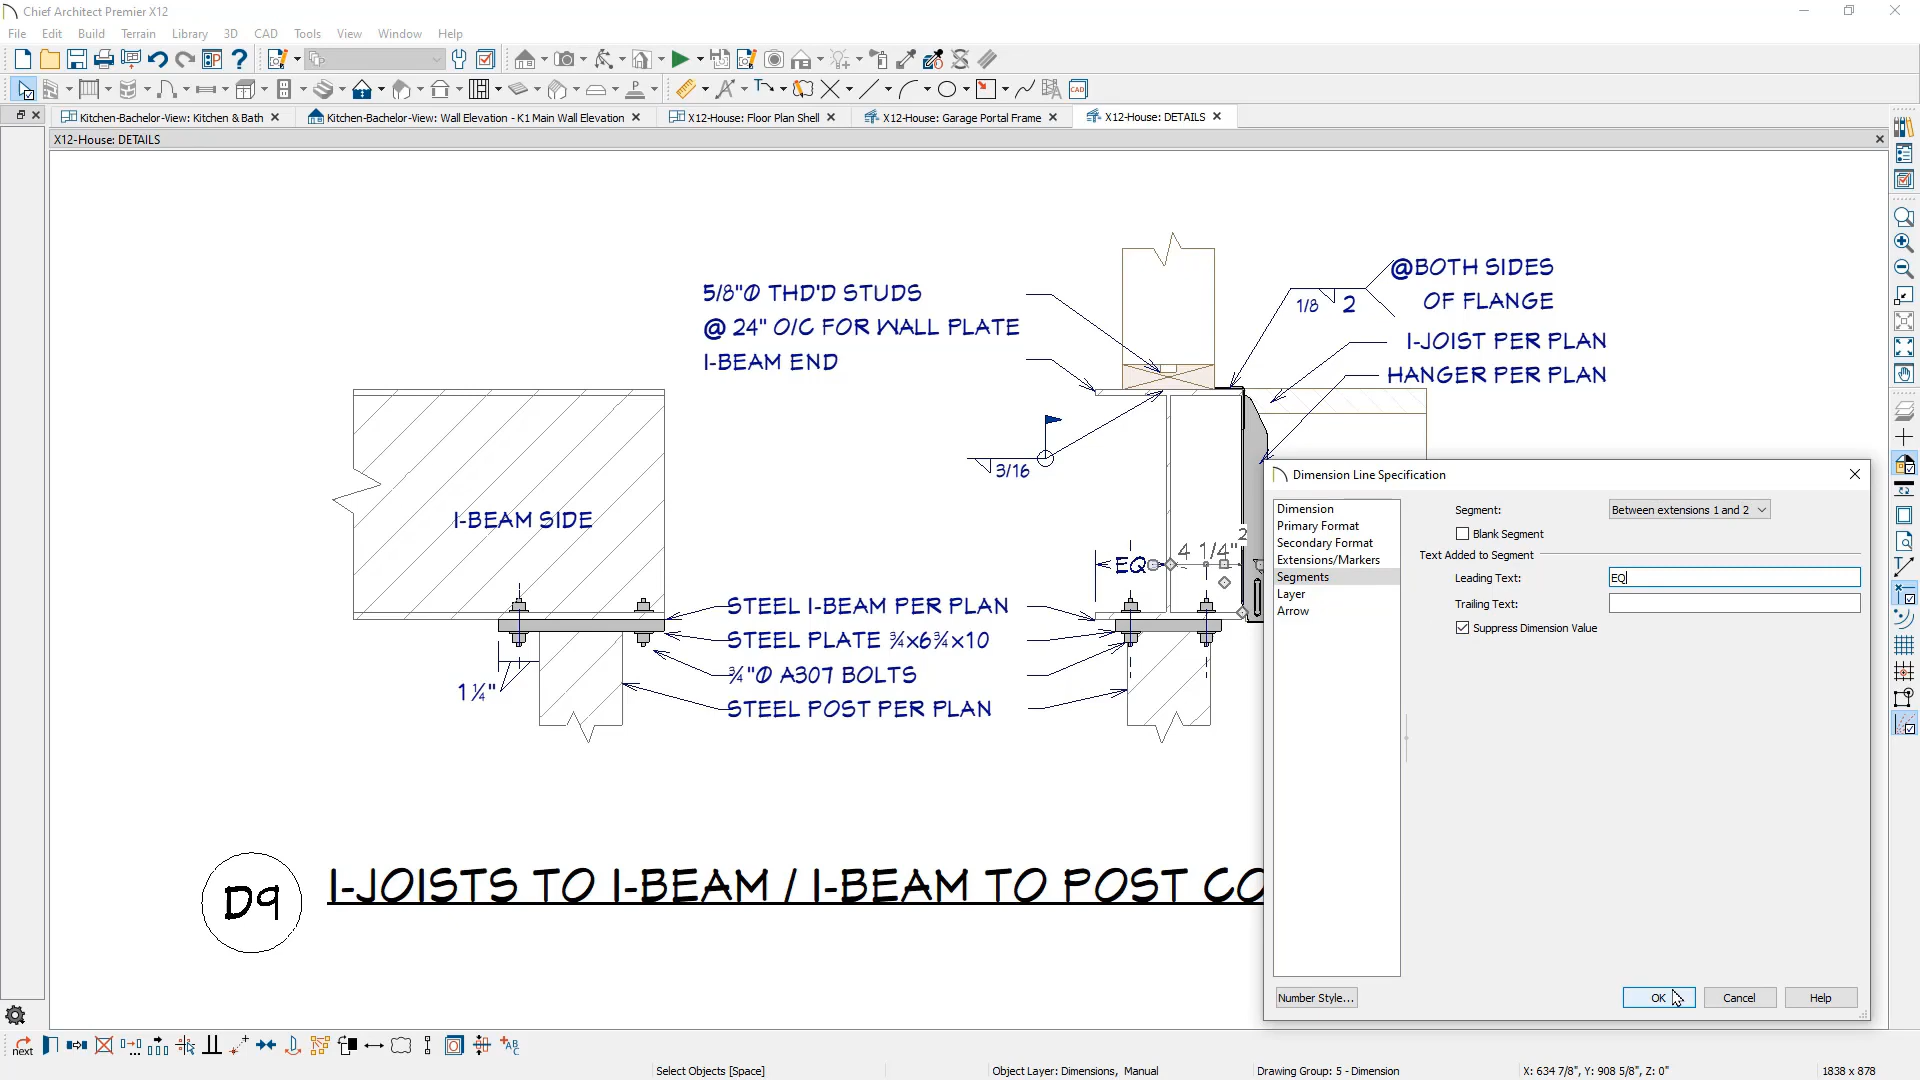 Chief Architect Premier X12
File Edit Build Terrain Library 3D CAD Tools View Window Help
Kitchen-Bachelor-View: Kitchen & Bath
Kitchen-Bachelor-View: Wall Elevation - K1 Main Wall Elevation
X12-House: Floor Plan Shell
X12-House: Garage Portal Frame
X12-House: DETAILS
X12-House: DETAILS
5/8"Ø THD'D STUDS
@ 24" O/C FOR WALL PLATE
I-BEAM END
@BOTH SIDES
OF FLANGE
1/8 2
I-JOIST PER PLAN
HANGER PER PLAN
3/16
I-BEAM SIDE
EQ
4 1/4"
2
STEEL I-BEAM PER PLAN
STEEL PLATE ¾x6¾x10
¾"Ø A307 BOLTS
STEEL POST PER PLAN
1¼"
D9
I-JOISTS TO I-BEAM / I-BEAM TO POST CO
Dimension Line Specification
Dimension
Primary Format
Secondary Format
Extensions/Markers
Segments
Layer
Arrow
Segment: Between extensions 1 and 2
Blank Segment
Text Added to Segment
Leading Text: EQ
Trailing Text:
Suppress Dimension Value
Number Style...
OK
Cancel
Help
next
Select Objects [Space]
Object Layer: Dimensions, Manual
Drawing Group: 5 - Dimension
X: 634 7/8", Y: 908 5/8", Z: 0"
1838 x 878